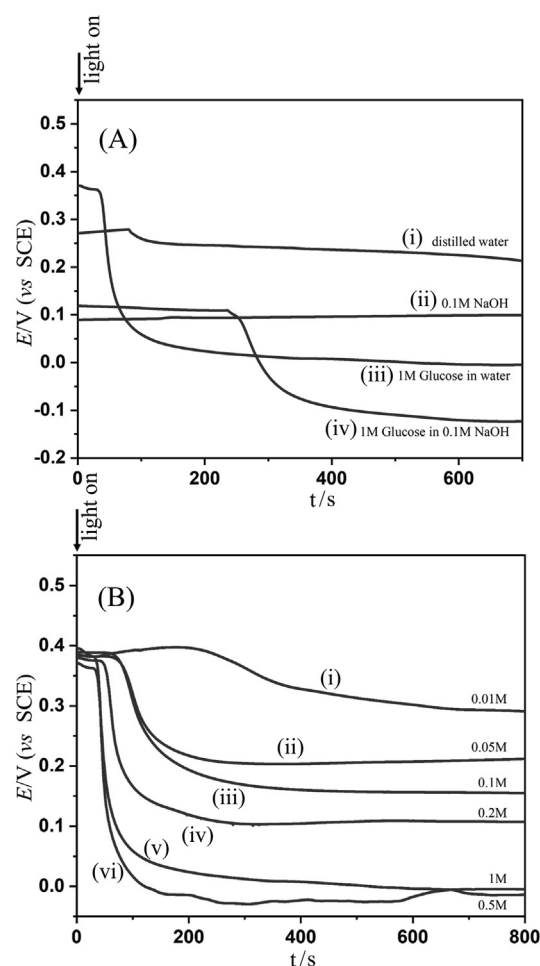 light on
(A)
0.5
0.4
0.3
0.2
0.1
0.0
-0.1
-0.2
E/V (vs SCE)
(i) distilled water
(ii) 0.1M NaOH
(iii) 1M Glucose in water
(iv) 1M Glucose in 0.1M NaOH
0 200 400 600
t/s
light on
(B)
0.5
0.4
0.3
0.2
0.1
0.0
E/V (vs SCE)
(i) 0.01M
(ii) 0.05M
(iii) 0.1M
(iv) 0.2M
(v) 1M
(vi) 0.5M
0 200 400 600 800
t/s